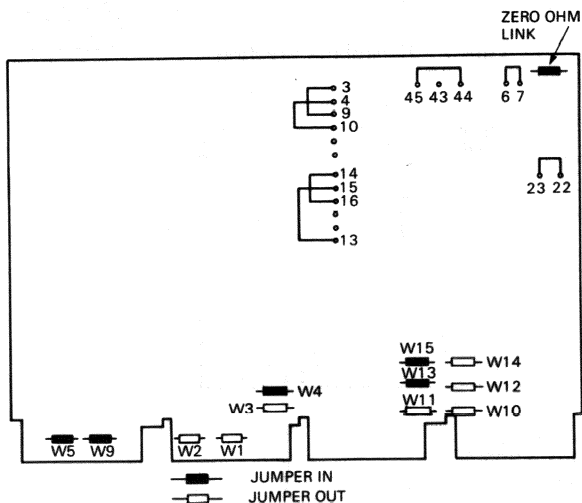 ZERO OHM
LINK
3
4
9
10
45 43 44
6 7
14
15
16
13
23 22
W15
W14
W13
W12
W4
W11
W10
W3
W5 W9
W2 W1
JUMPER IN
JUMPER OUT